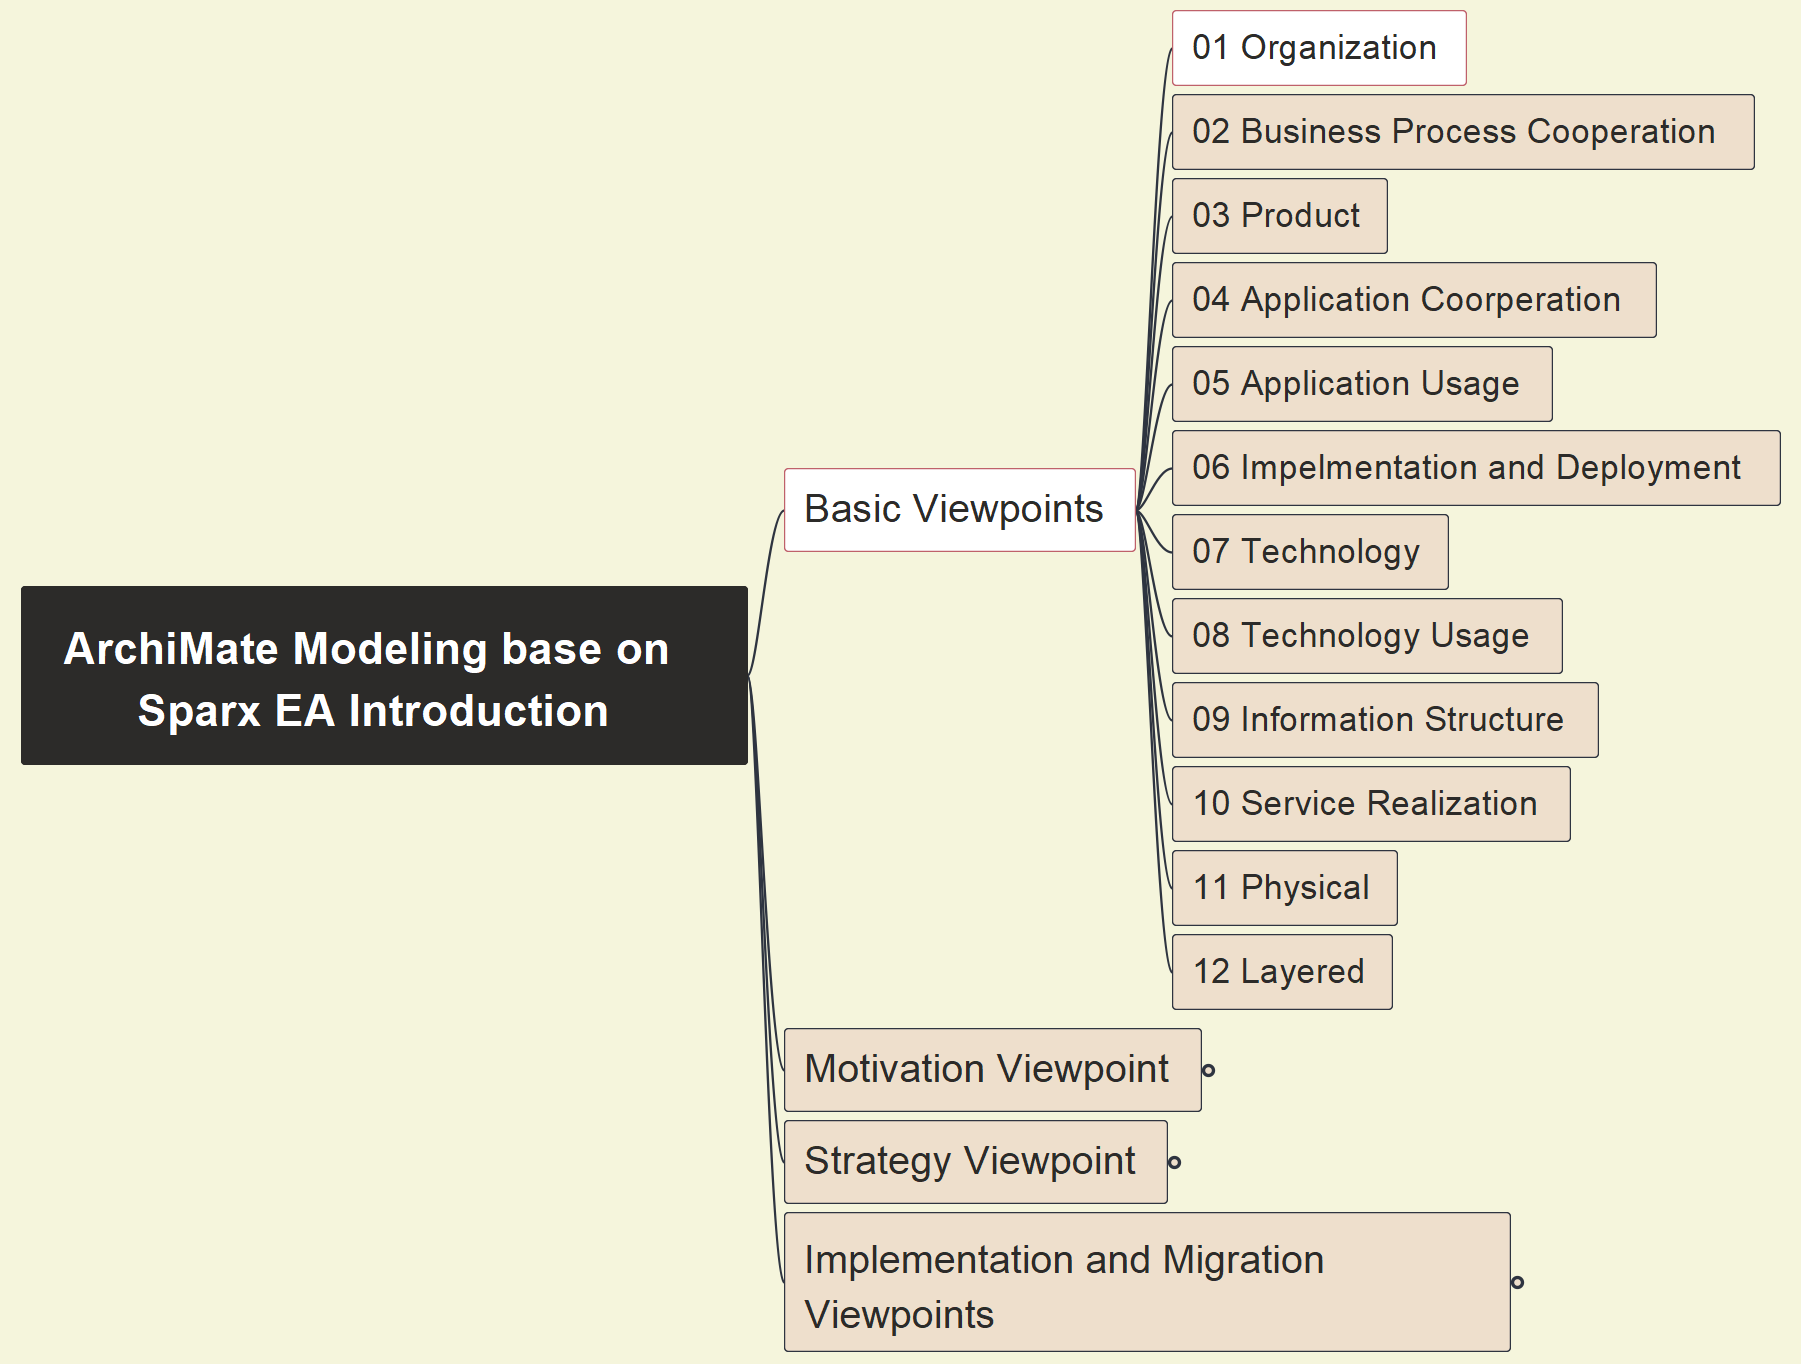 ArchiMate Modeling base on
Sparx EA Introduction
Basic Viewpoints
01 Organization
02 Business Process Cooperation
03 Product
04 Application Coorperation
05 Application Usage
06 Impelmentation and Deployment
07 Technology
08 Technology Usage
09 Information Structure
10 Service Realization
11 Physical
12 Layered
Motivation Viewpoint
Strategy Viewpoint
Implementation and Migration
Viewpoints